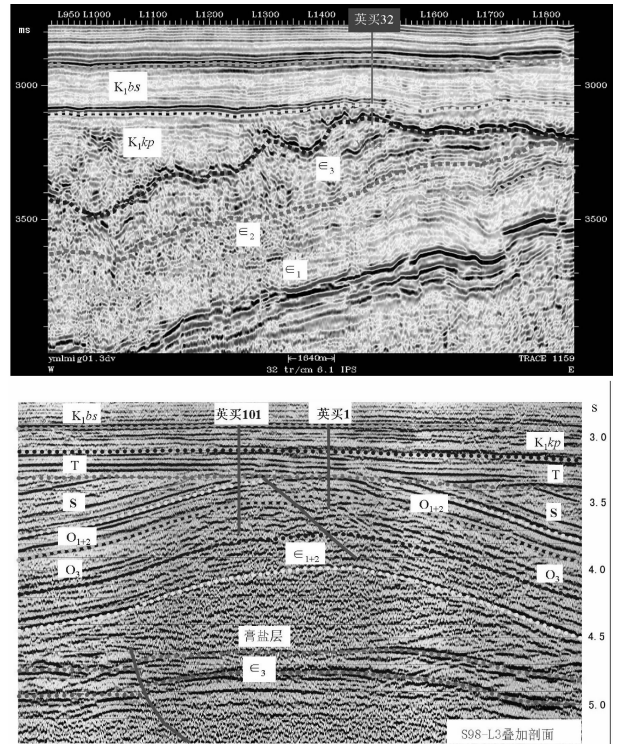 L950 L1000 L1100 L1200 L1300 L1400 L1600 L1700 L1800
英买32
ms
3000
3000
K₁bs
K₁kp
∈₃
3500
3500
∈₂
∈₁
ymlmig01.3dv
1640m
TRACE 1159
W
32 tr/cm 6.1 IPS
E
K₁bs
英买101
英买1
S
3.0
K₁kp
T
T
3.5
S
O₁₊₂
S
O₁₊₂
∈₁₊₂
O₃
O₃
4.0
膏盐层
4.5
∈₃
5.0
S98-L3叠加剖面